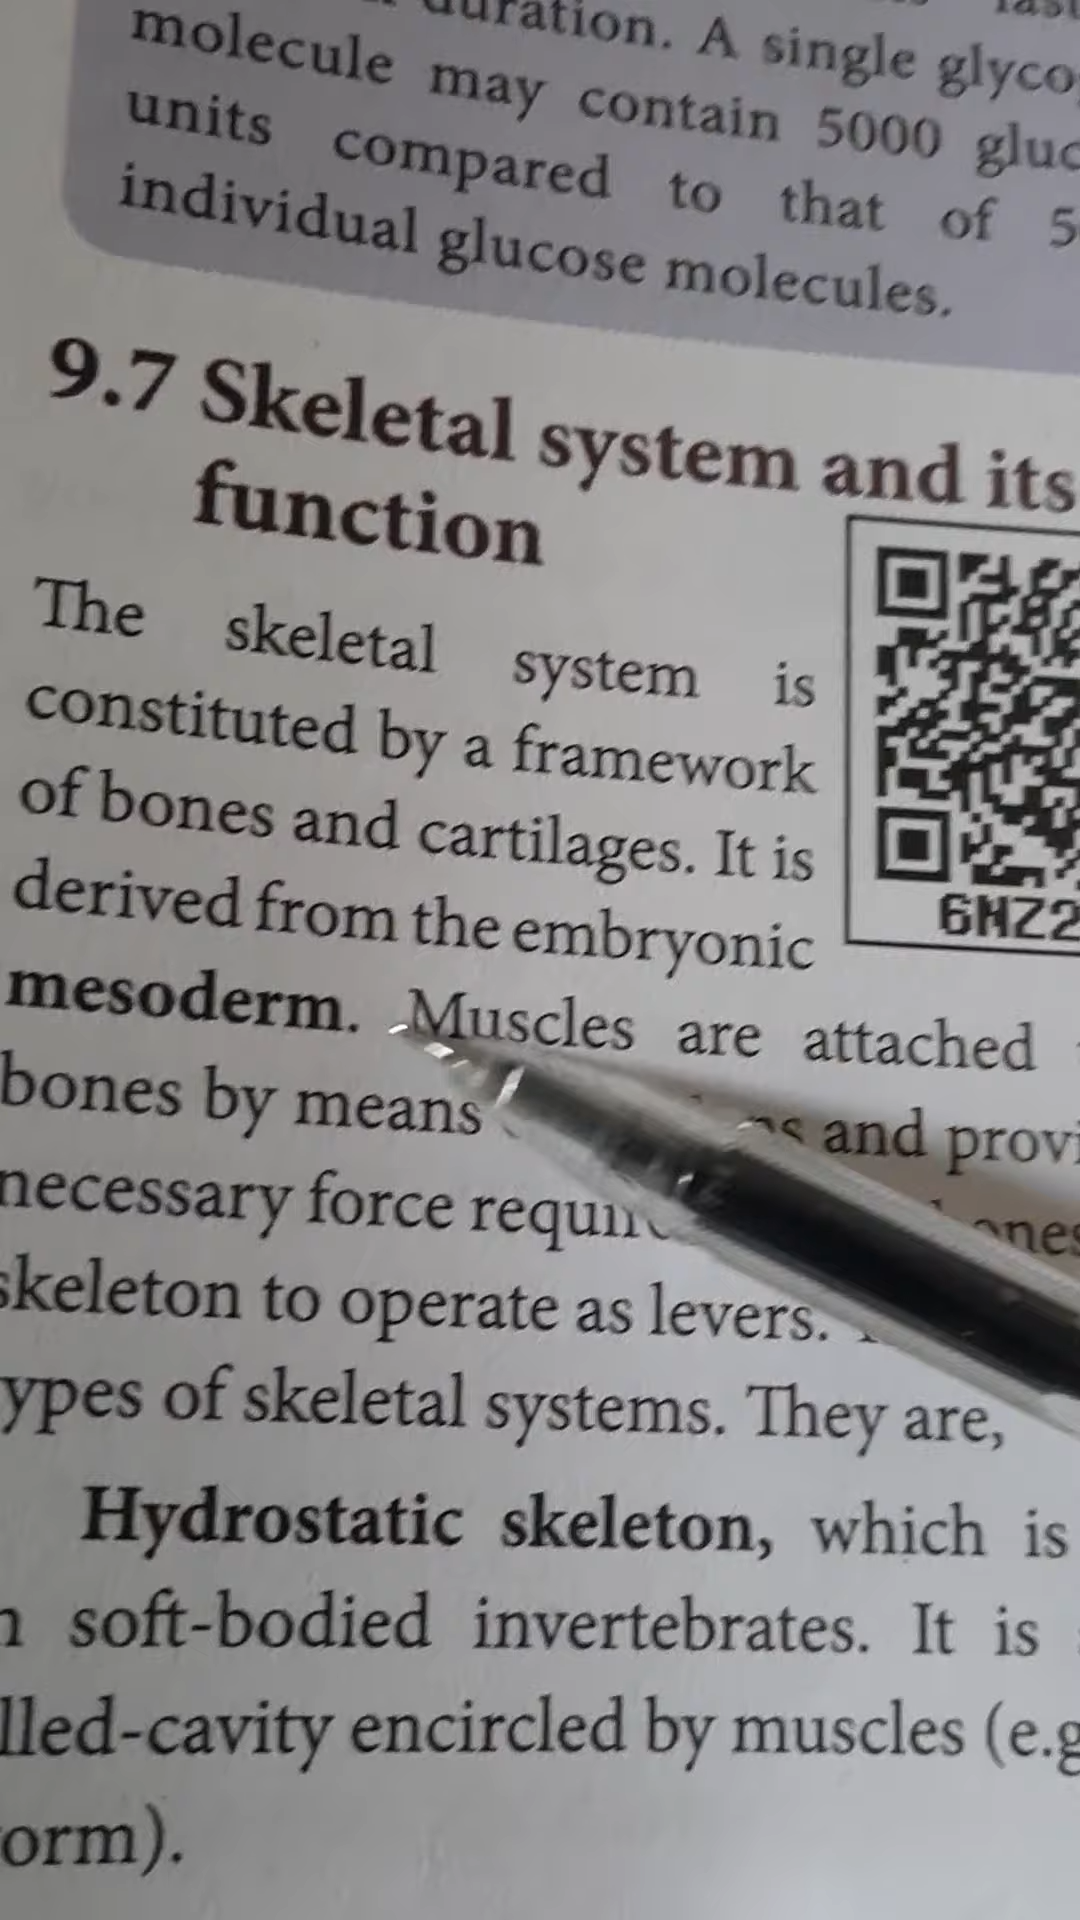 duration. A single glyco
molecule may contain 5000 gluc
units compared to that of 5
individual glucose molecules.
9.7 Skeletal system and its
function
The skeletal system is
constituted by a framework
of bones and cartilages. It is
derived from the embryonic
6MZ2
mesoderm. Muscles are attached
bones by means and provi
necessary force
skeleton to operate as levers.
ypes of skeletal systems. They are,
Hydrostatic skeleton, which is
soft-bodied invertebrates. It is
lled-cavity encircled by muscles (e.g
orm).